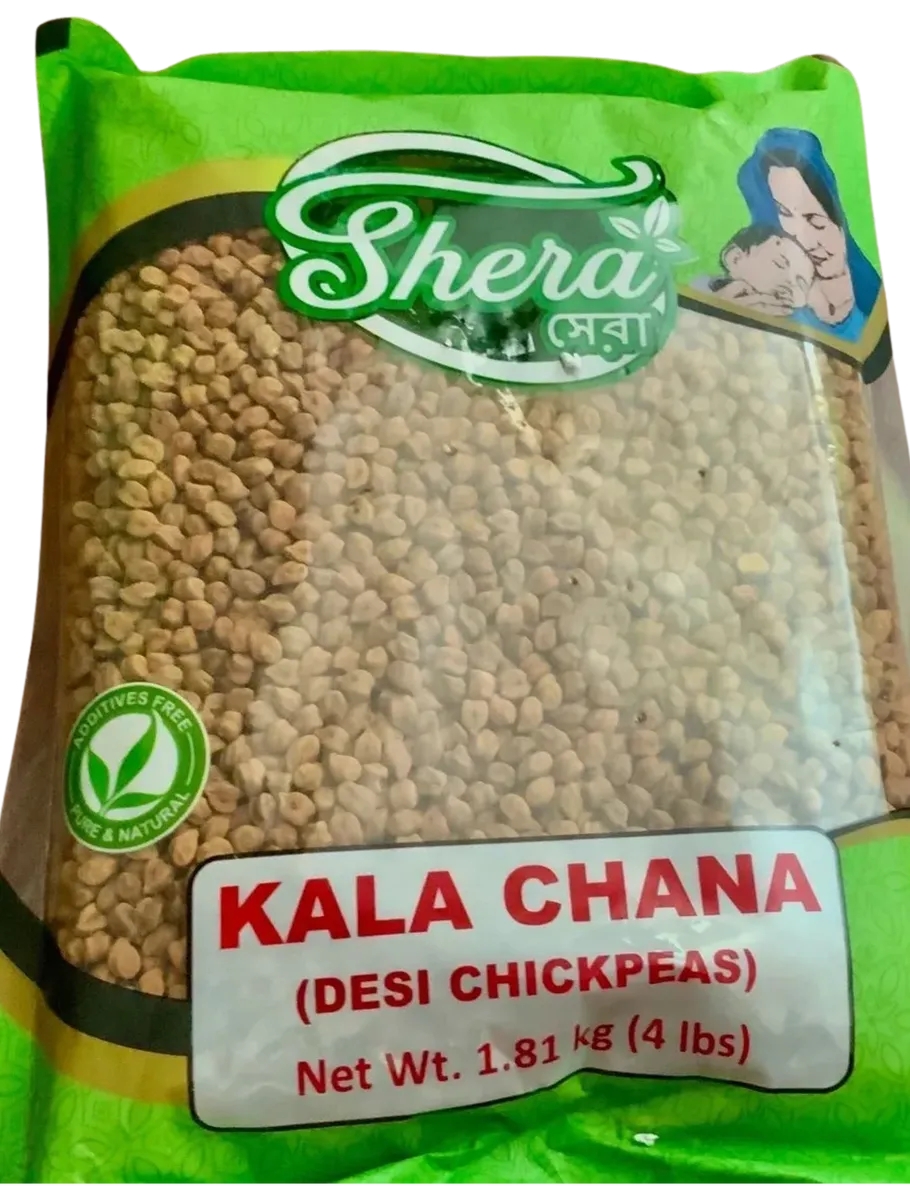 Shera
সেরা
ADDITIVES FREE
PURE & NATURAL
KALA CHANA
(DESI CHICKPEAS)
Net Wt. 1.81 kg (4 lbs)